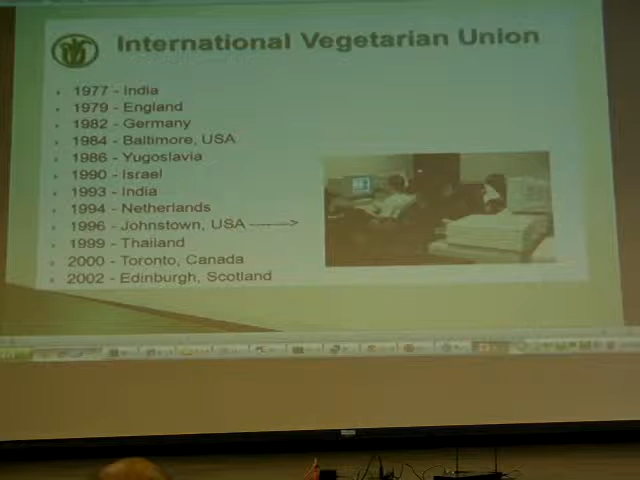 International Vegetarian Union
• 1977 - India
• 1979 - England
• 1982 - Germany
• 1984 - Baltimore, USA
• 1986 - Yugoslavia
• 1990 - Israel
• 1993 - India
• 1994 - Netherlands
• 1996 - Johnstown, USA ----->
• 1999 - Thailand
• 2000 - Toronto, Canada
• 2002 - Edinburgh, Scotland